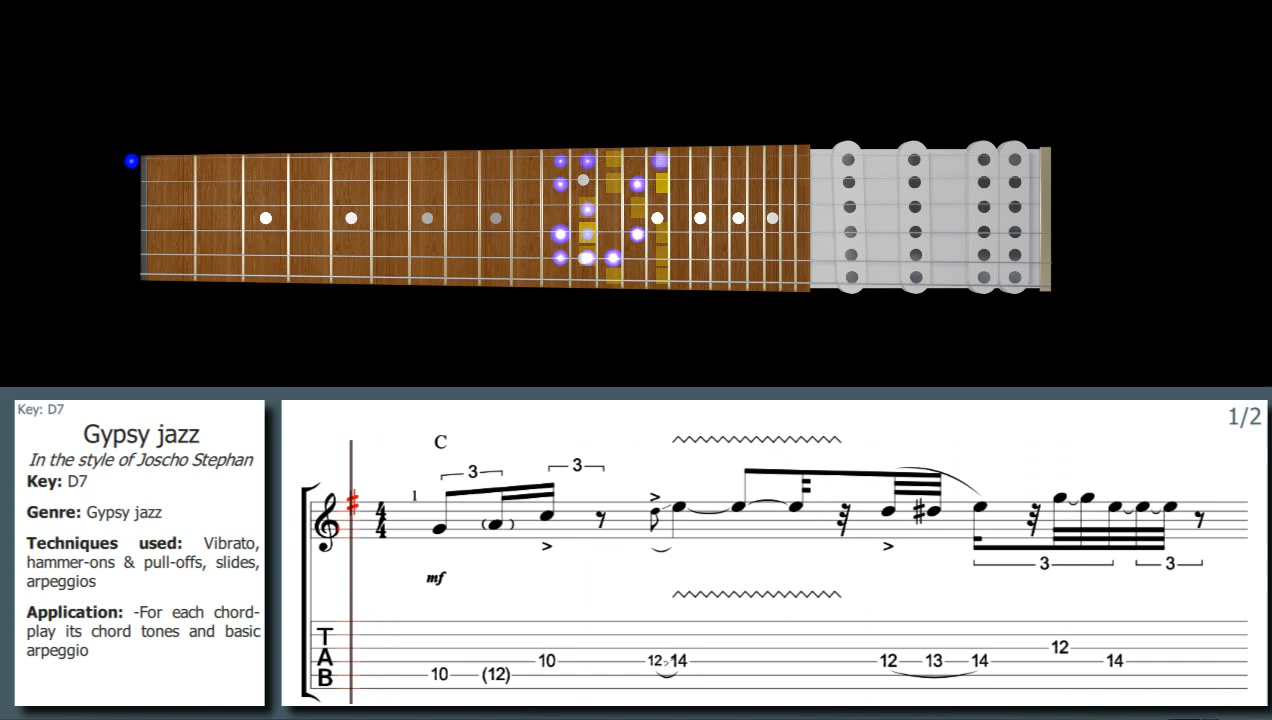 Key: D7
Gypsy jazz
In the style of Joscho Stephan
Key: D7
Genre: Gypsy jazz
Techniques used: Vibrato,
hammer-ons & pull-offs, slides,
arpeggios
Application: -For each chord-
play its chord tones and basic
arpeggio
1/2
C
3 3
1
4
4
mf
3 3
T
A
B
12
10 12 14 12 13 14 14
10 (12)